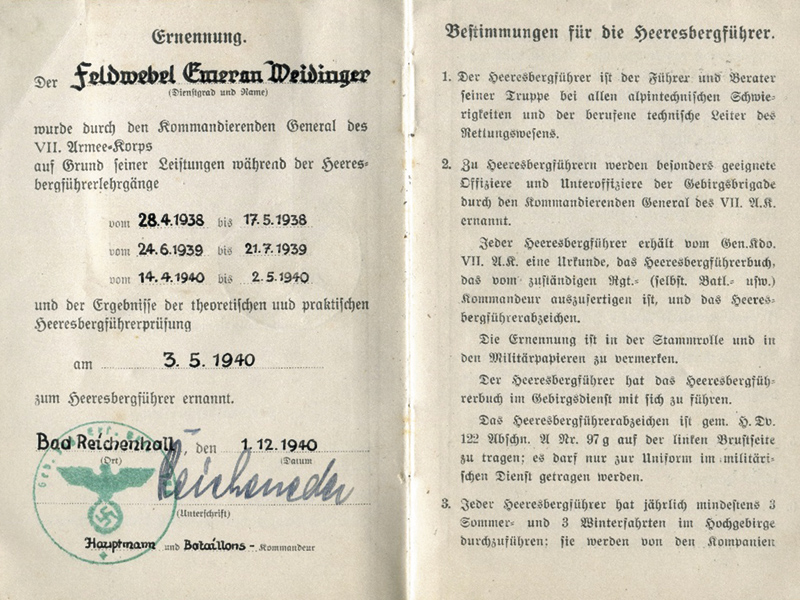 Ernennung.
Der Feldwebel Emeran Weidinger
(Dienstgrad und Name)
wurde durch den Kommandierenden General des
VII. Armee-Korps
auf Grund seiner Leistungen während der Heeres-
bergführerlehrgänge
vom 28.4.1938 bis 17.5.1938
vom 24.6.1939 bis 21.7.1939
vom 14.4.1940 bis 2.5.1940
und der Ergebnisse der theoretischen und praktischen
Heeresbergführerprüfung
am 3.5.1940
zum Heeresbergführer ernannt.
Bad Reichenhall, den 1.12.1940
(Ort) (Datum
(Unterschrift)
Hauptmann und Bataillons- Kommandeur
Bestimmungen für die Heeresbergführer.
1. Der Heeresbergführer ist der Führer und Berater
seiner Truppe bei allen alpintechnischen Schwie-
rigkeiten und der berufene technische Leiter des
Rettungswesens.
2. Zu Heeresbergführern werden besonders geeignete
Offiziere und Unteroffiziere der Gebirgsbrigade
durch den Kommandierenden General des VII. A.K.
ernannt.
Jeder Heeresbergführer erhält vom Gen.Kdo.
VII. A.K. eine Urkunde, das Heeresbergführerbuch,
das vom zuständigen Rgt.- (selbst. Batl.- usw.)
Kommandeur auszufertigen ist, und das Heeres-
bergführerabzeichen.
Die Ernennung ist in der Stammrolle und in
den Militärpapieren zu vermerken.
Der Heeresbergführer hat das Heeresbergfüh-
rerbuch im Gebirgsdienst mit sich zu führen.
Das Heeresbergführerabzeichen ist gem. H. Dv.
122 Abschn. A Nr. 97 g auf der linken Brustseite
zu tragen; es darf nur zur Uniform im militäri-
schen Dienst getragen werden.
3. Jeder Heeresbergführer hat jährlich mindestens 3
Sommer- und 3 Winterfahrten im Hochgebirge
durchzuführen; sie werden von den Kompanien